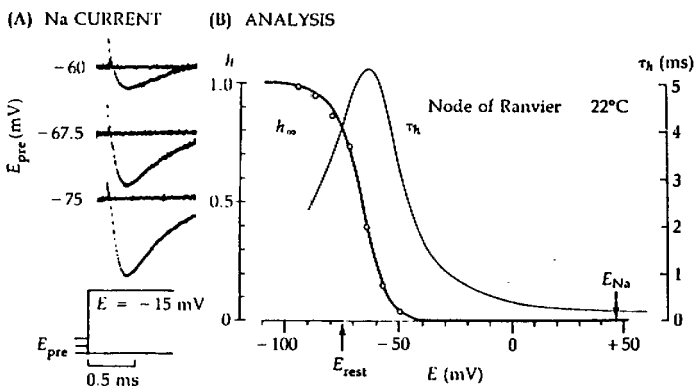 (A) Na CURRENT
(B) ANALYSIS
E_pre (mV)
−60
−67.5
−75
E = −15 mV
E_pre
0.5 ms
h
1.0
0.5
0
h∞
τh
Node of Ranvier 22°C
τh (ms)
5
4
3
2
1
0
E_Na
−100
−50
0
+50
E_rest
E (mV)